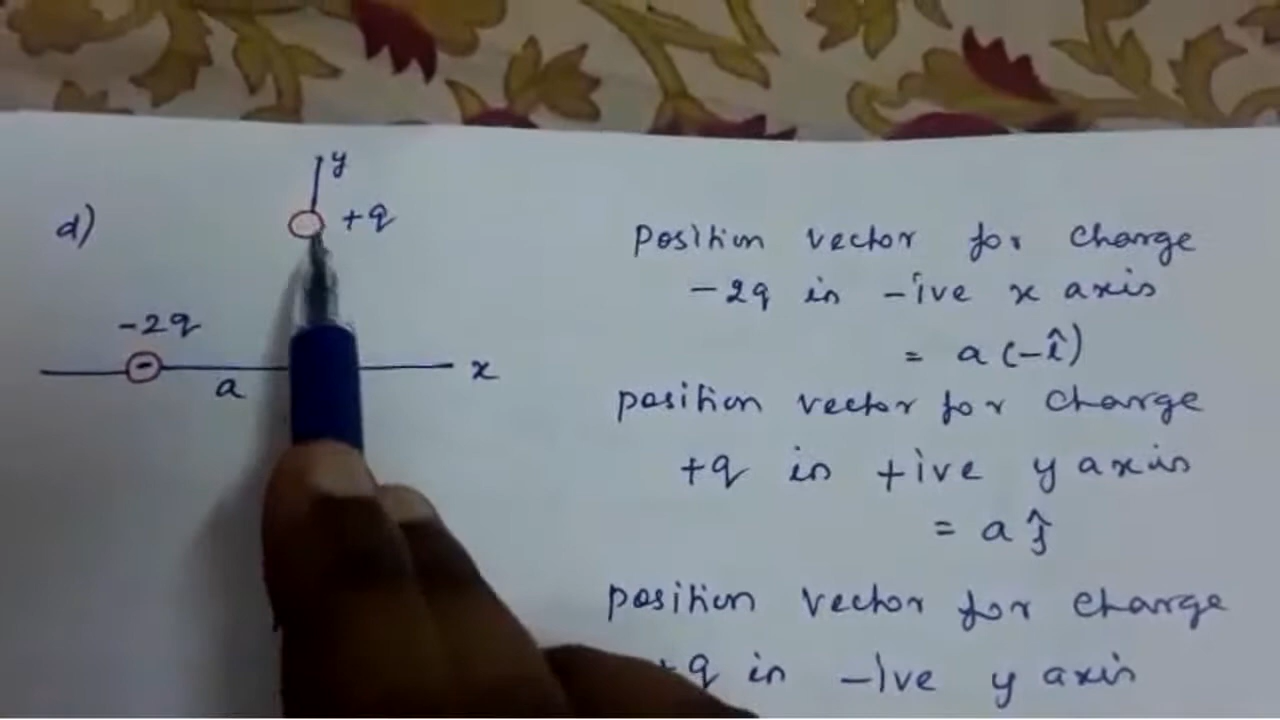 d)
y
+q
-2q
a
x
position vector for charge
-2q in -ive x axis
= a (-î)
position vector for charge
+q in +ive y axis
= a ĵ
position vector for charge
+q in -ive y axis